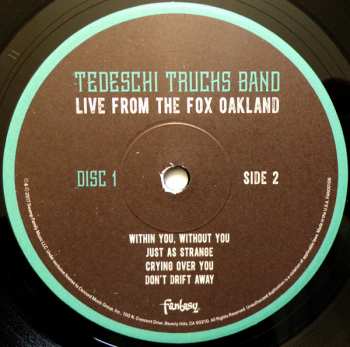 TEDESCHI TRUCKS BAND
LIVE FROM THE FOX OAKLAND
DISC 1
SIDE 2
WITHIN YOU, WITHOUT YOU
JUST AS STRANGE
CRYING OVER YOU
DON'T DRIFT AWAY
fantasy